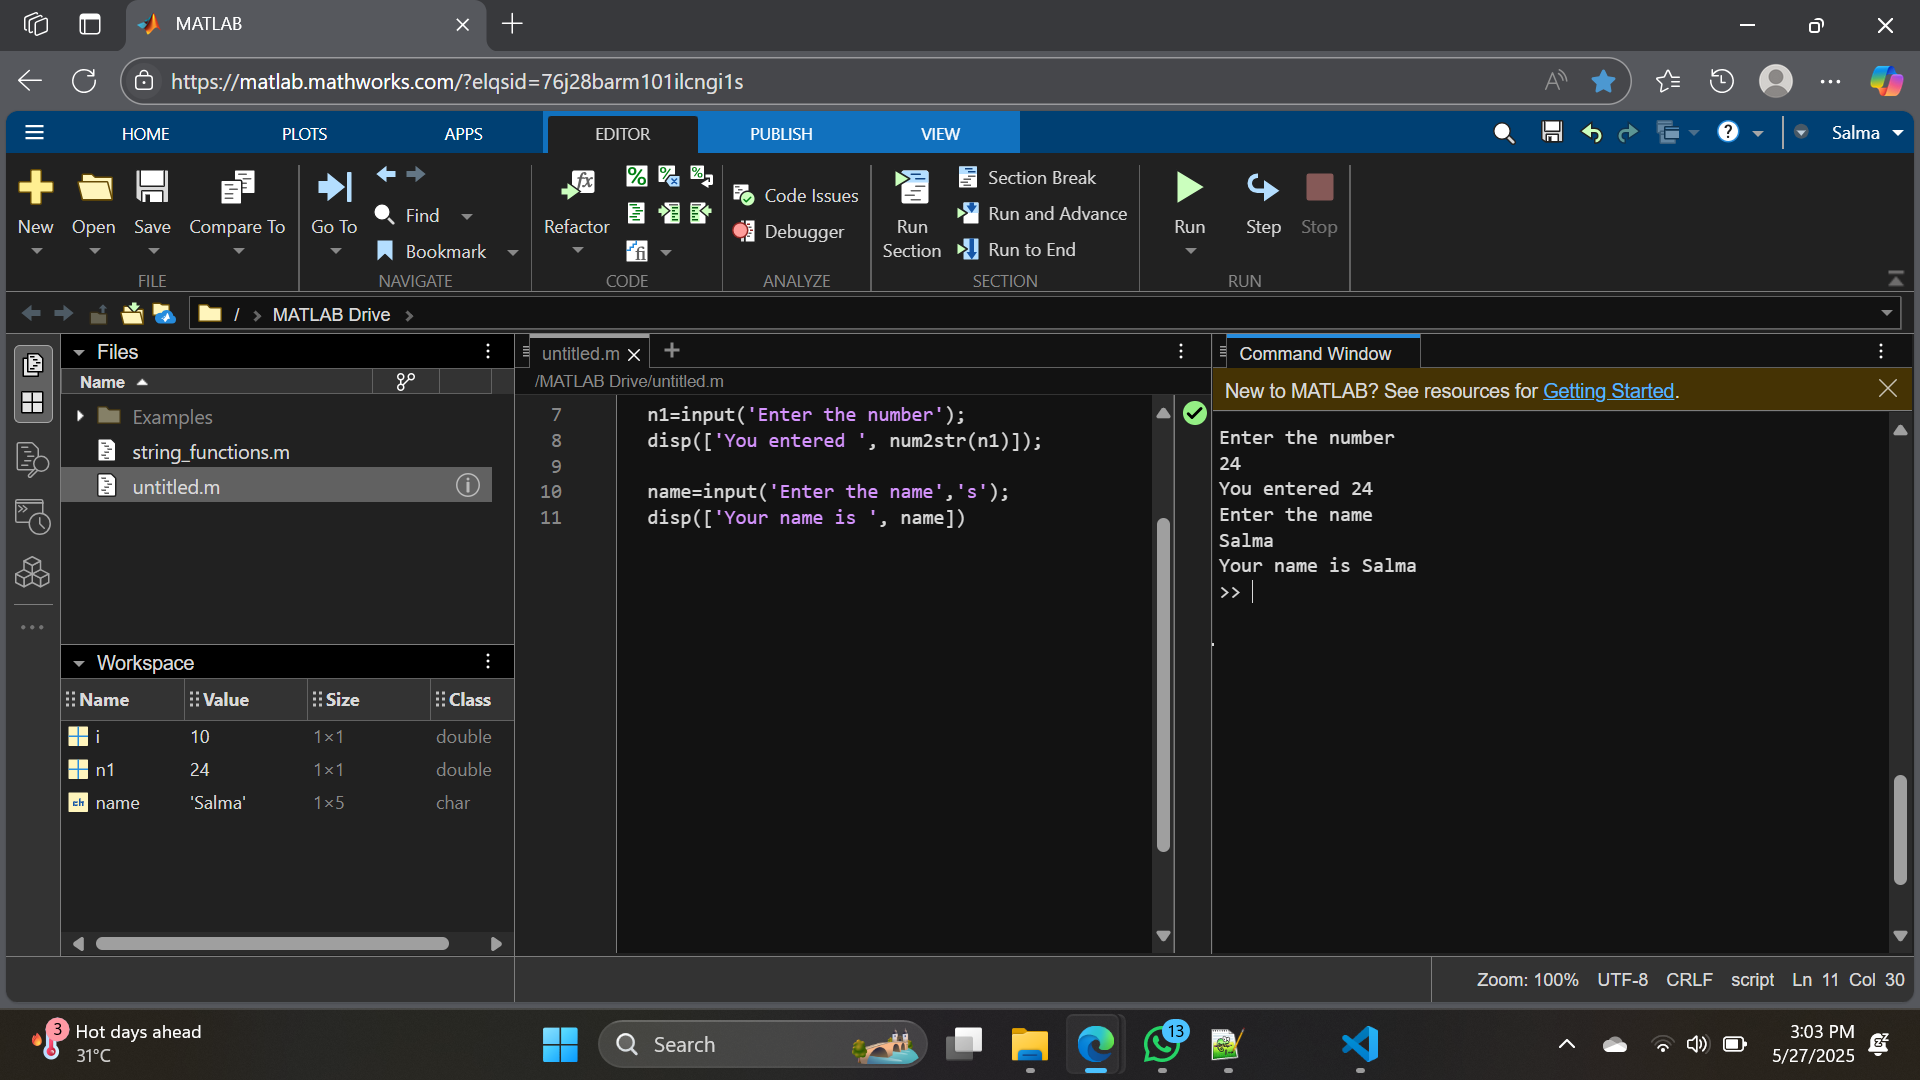 MATLAB
https://matlab.mathworks.com/?elqsid=76j28barm101ilcngi1s
HOME PLOTS APPS EDITOR PUBLISH VIEW Salma
New Open Save Compare To
FILE
Go To Find Bookmark
NAVIGATE
Refactor
CODE
Code Issues
Debugger
ANALYZE
Run Section
Section Break
Run and Advance
Run to End
SECTION
Run Step Stop
RUN
/ > MATLAB Drive >
Files
Name
Examples
string_functions.m
untitled.m
Workspace
Name Value Size Class
i 10 1×1 double
n1 24 1×1 double
name 'Salma' 1×5 char
untitled.m
/MATLAB Drive/untitled.m
7 n1=input('Enter the number');
8 disp(['You entered ', num2str(n1)]);
9
10 name=input('Enter the name','s');
11 disp(['Your name is ', name])
Command Window
New to MATLAB? See resources for Getting Started.
Enter the number
24
You entered 24
Enter the name
Salma
Your name is Salma
>>
Zoom: 100% UTF-8 CRLF script Ln 11 Col 30
3 Hot days ahead
31°C
Search
13
3:03 PM
5/27/2025